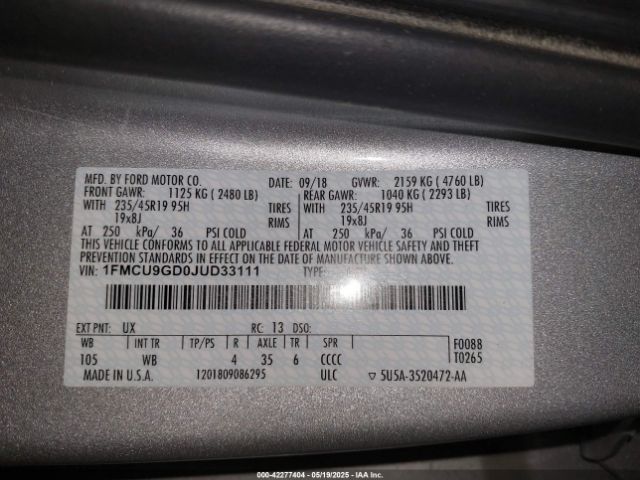 MFD. BY FORD MOTOR CO. DATE: 09/18 GVWR: 2159 KG ( 4760 LB)
FRONT GAWR: 1125 KG ( 2480 LB) REAR GAWR: 1040 KG ( 2293 LB)
WITH 235/45R19 95H TIRES WITH 235/45R19 95H TIRES
19x8J RIMS 19x8J RIMS
AT 250 kPa/ 36 PSI COLD AT 250 kPa/ 36 PSI COLD
THIS VEHICLE CONFORMS TO ALL APPLICABLE FEDERAL MOTOR VEHICLE SAFETY AND THEFT
PREVENTION STANDARDS IN EFFECT ON THE DATE OF MANUFACTURE SHOWN ABOVE.
VIN: 1FMCU9GD0JUD33111 TYPE:
EXT PNT: UX RC: 13 DSO:
WB INT TR TP/PS R AXLE TR SPR F0088
105 WB 4 35 6 CCCC T0265
MADE IN U.S.A. 1201809086295 ULC ▽ 5U5A-3520472-AA
000-42277404 - 05/19/2025 - IAA Inc.